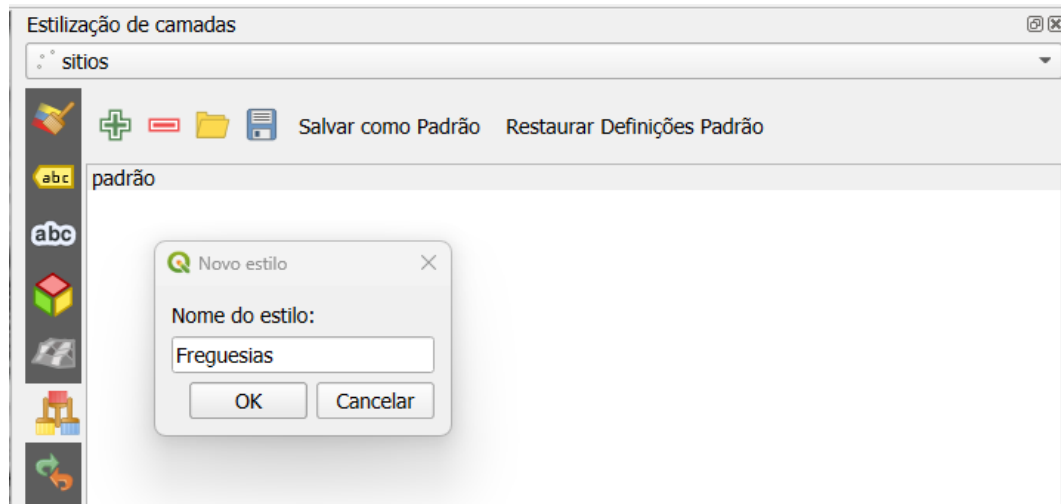 Estilização de camadas
sitios
Salvar como Padrão Restaurar Definições Padrão
abc
padrão
abc
Novo estilo
Nome do estilo:
Freguesias
OK Cancelar